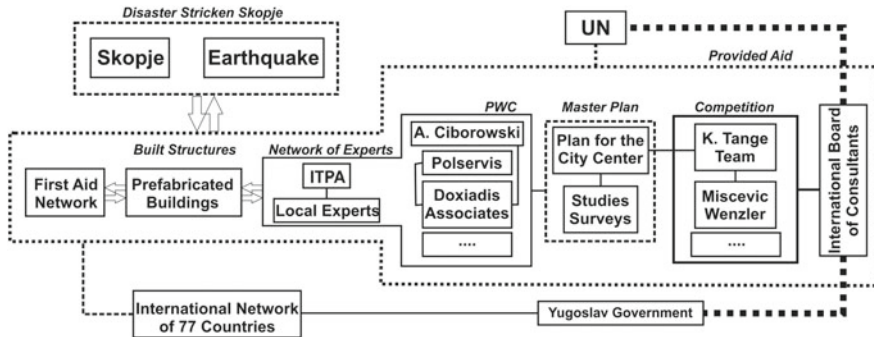 Disaster Stricken Skopje
Skopje
Earthquake
UN
Provided Aid
PWC
Master Plan
Competition
A. Ciborowski
Built Structures
Network of Experts
Plan for the
City Center
K. Tange
Team
International Board
of Consultants
Polservis
First Aid
Network
Prefabricated
Buildings
ITPA
Local Experts
Doxiadis
Associates
Studies
Surveys
Miscevic
Wenzler
....
....
International Network
of 77 Countries
Yugoslav Government